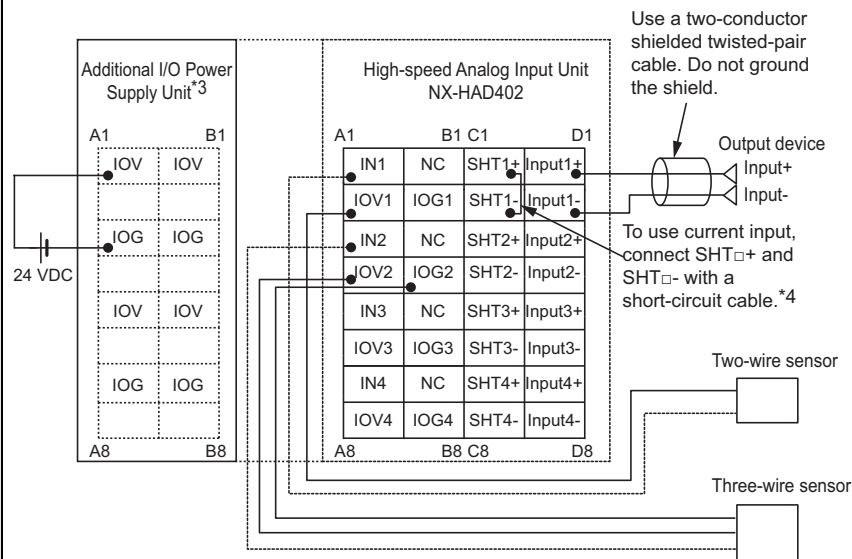 Use a two-conductor
shielded twisted-pair
cable. Do not ground
the shield.
Additional I/O Power
Supply Unit*3
High-speed Analog Input Unit
NX-HAD402
A1 B1
A1 B1 C1 D1
Output device
IOV IOV
IN1 NC SHT1+ Input1+
Input+
IOV1 IOG1 SHT1- Input1-
Input-
IOG IOG
IN2 NC SHT2+ Input2+
To use current input,
connect SHT□+ and
SHT□- with a
short-circuit cable.*4
24 VDC
IOV2 IOG2 SHT2- Input2-
IOV IOV
IN3 NC SHT3+ Input3+
IOV3 IOG3 SHT3- Input3-
Two-wire sensor
IOG IOG
IN4 NC SHT4+ Input4+
IOV4 IOG4 SHT4- Input4-
A8 B8
A8 B8 C8 D8
Three-wire sensor